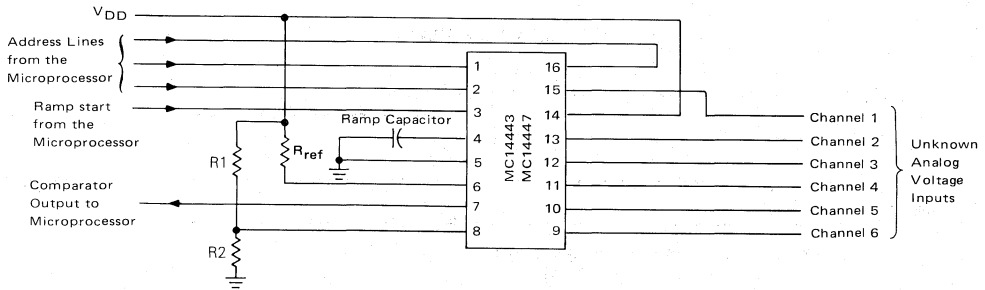 VDD
Address Lines
from the
Microprocessor
Ramp start
from the
Microprocessor
Ramp Capacitor
R1
Rref
Comparator
Output to
Microprocessor
R2
1
2
3
4
5
6
7
8
MC14443
MC14447
16
15
14
13
12
11
10
9
Channel 1
Channel 2
Channel 3
Channel 4
Channel 5
Channel 6
Unknown
Analog
Voltage
Inputs